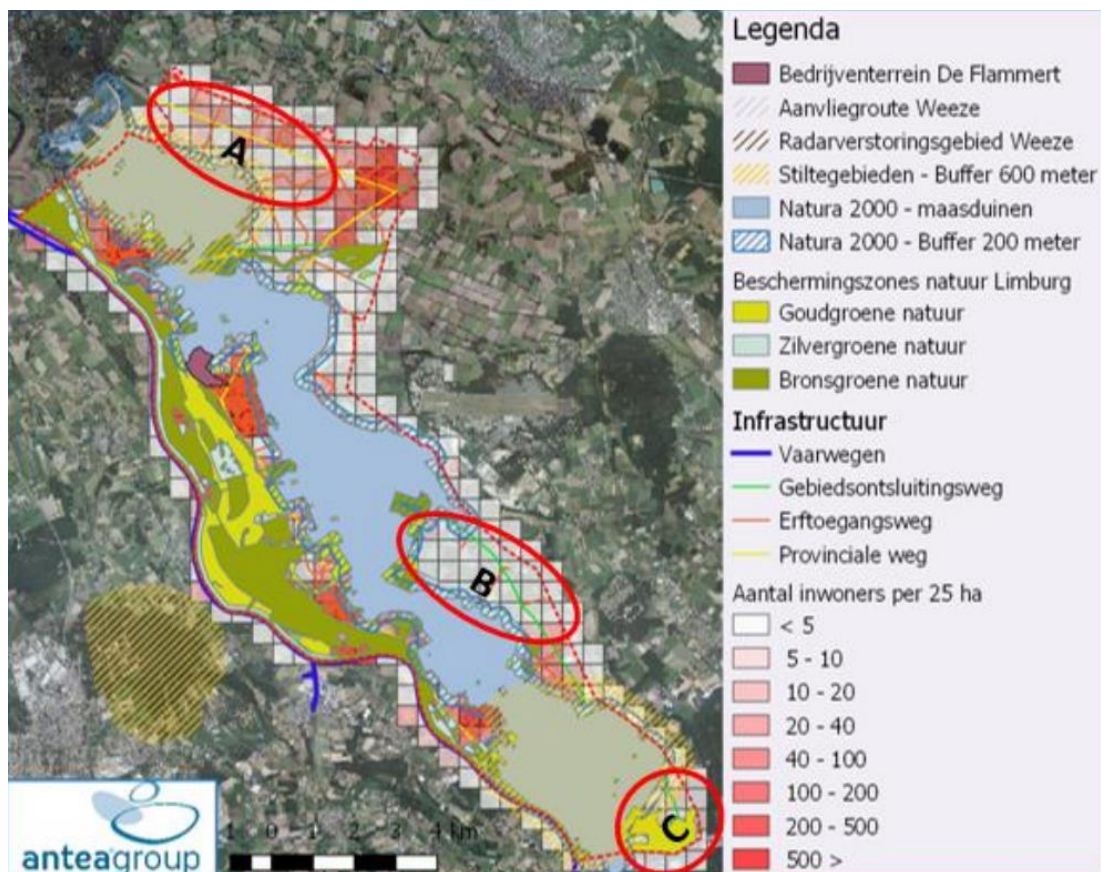 Legenda
Bedrijventerrein De Flammert
Aanvliegroute Weeze
Radarverstoringsgebied Weeze
Stiltegebieden - Buffer 600 meter
Natura 2000 - maasduinen
Natura 2000 - Buffer 200 meter
Beschermingszones natuur Limburg
Goudgroene natuur
Zilvergroene natuur
Bronsgroene natuur
Infrastructuur
Vaarwegen
Gebiedsontsluitingsweg
Erftoegangsweg
Provinciale weg
Aantal inwoners per 25 ha
< 5
5 - 10
10 - 20
20 - 40
40 - 100
100 - 200
200 - 500
500 >
A
B
C
1 0 1 2 3 4 km
anteagroup